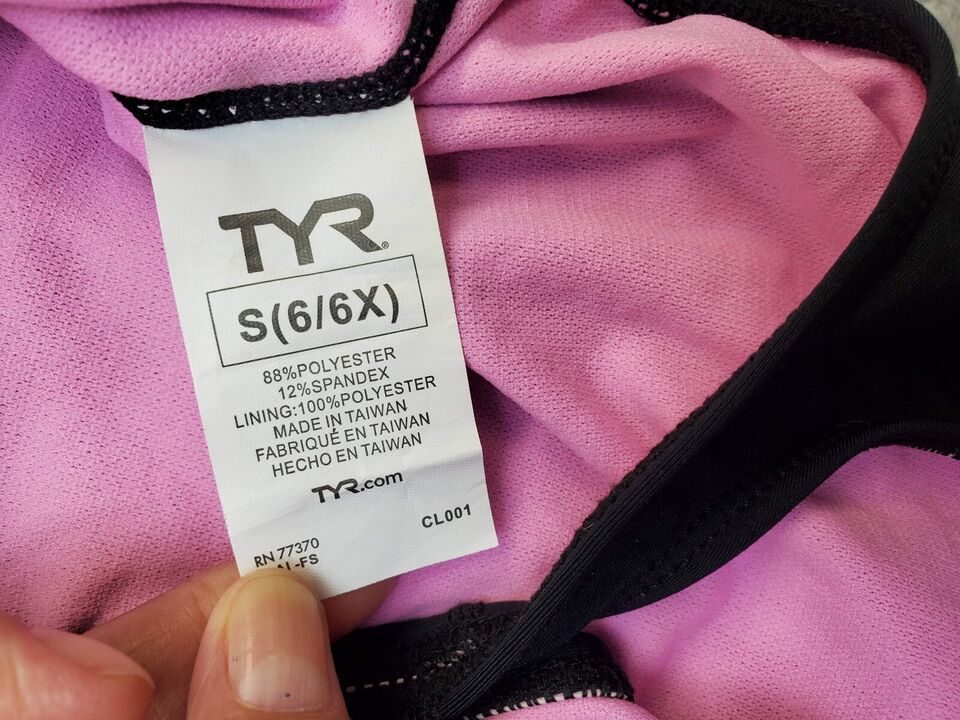 TYR®
S(6/6X)
88%POLYESTER
12%SPANDEX
LINING:100%POLYESTER
MADE IN TAIWAN
FABRIQUÉ EN TAIWAN
HECHO EN TAIWAN
TYR.com
CL001
RN 77370